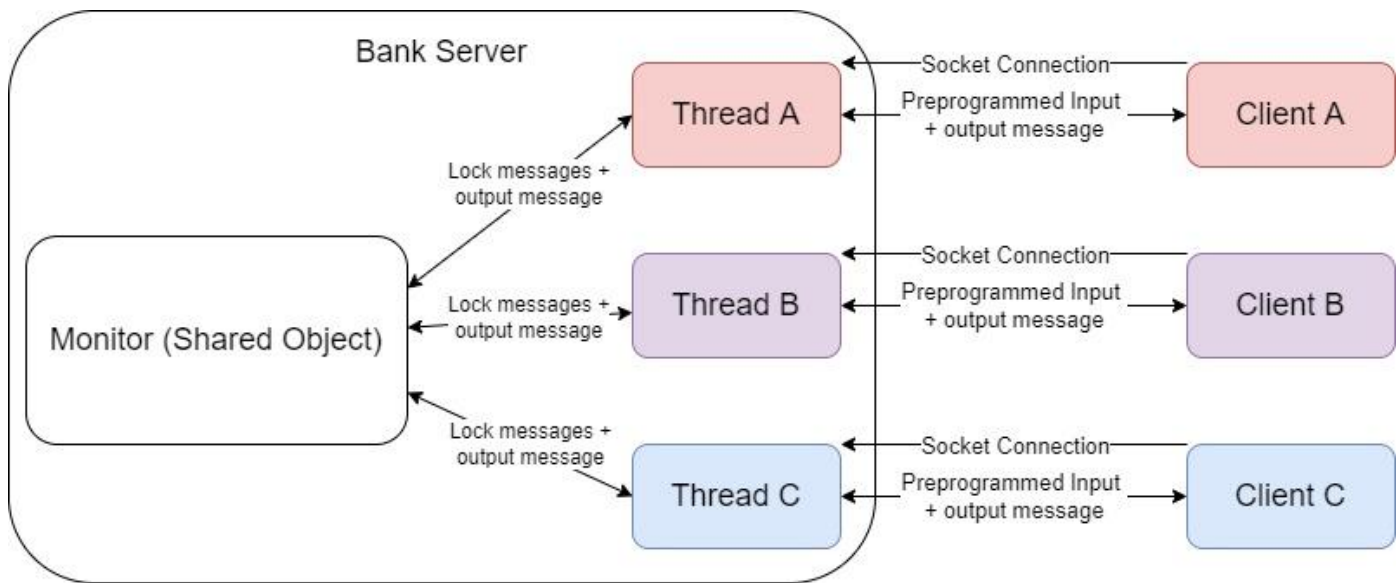 Bank Server
Thread A
Socket Connection
Preprogrammed Input
+ output message
Client A
Lock messages +
output message
Monitor (Shared Object)
Lock messages +
output message
Thread B
Socket Connection
Preprogrammed Input
+ output message
Client B
Lock messages +
output message
Thread C
Socket Connection
Preprogrammed Input
+ output message
Client C